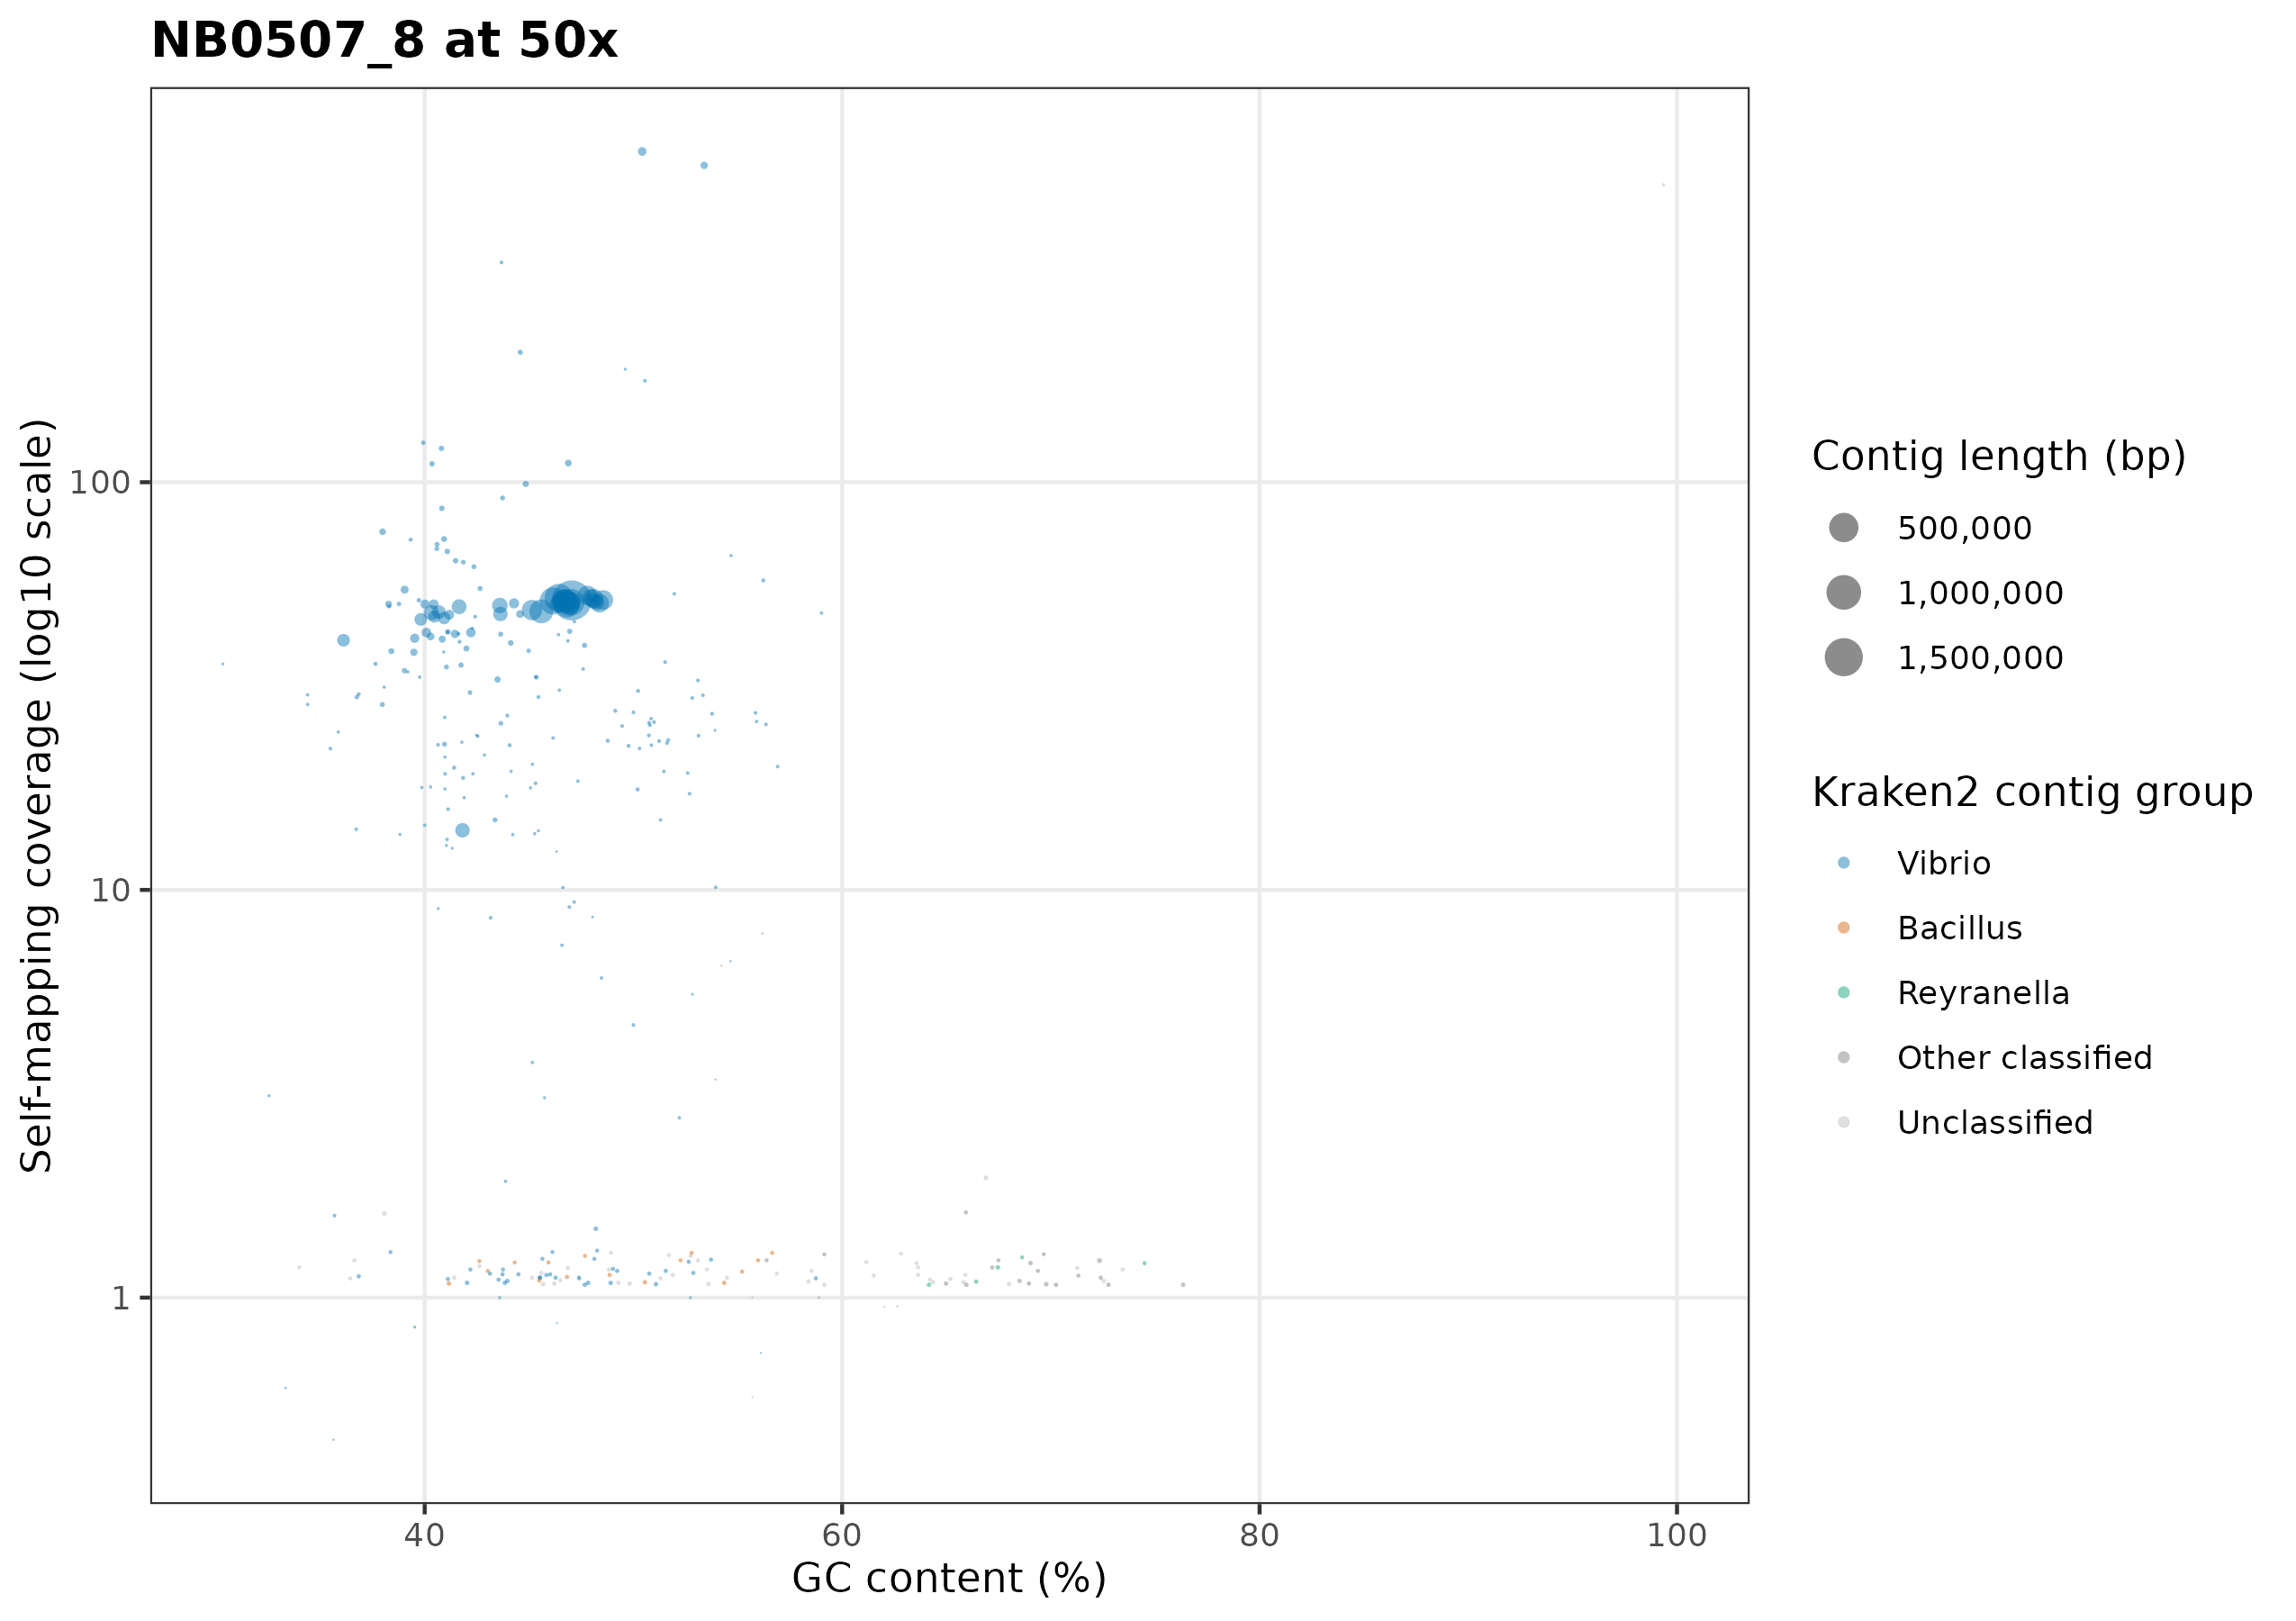 NB0507_8 at 50x
Self-mapping coverage (log10 scale)
100
10
1
40
60
80
100
GC content (%)
Contig length (bp)
500,000
1,000,000
1,500,000
Kraken2 contig group
Vibrio
Bacillus
Reyranella
Other classified
Unclassified